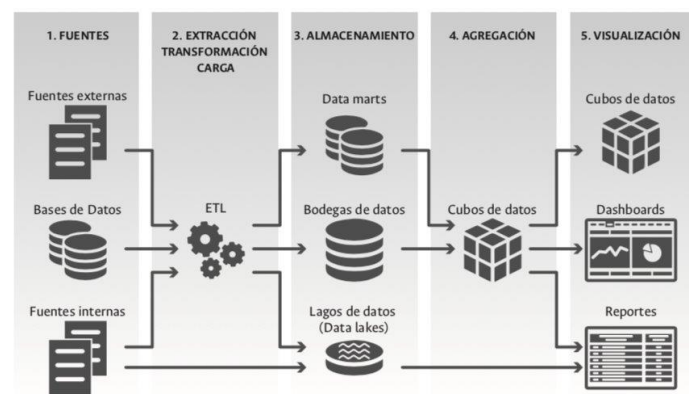 1. FUENTES
2. EXTRACCIÓN
TRANSFORMACIÓN
CARGA
3. ALMACENAMIENTO
4. AGREGACIÓN
5. VISUALIZACIÓN
Fuentes externas
Data marts
Cubos de datos
Bases de Datos
ETL
Bodegas de datos
Cubos de datos
Dashboards
Fuentes internas
Lagos de datos
(Data lakes)
Reportes